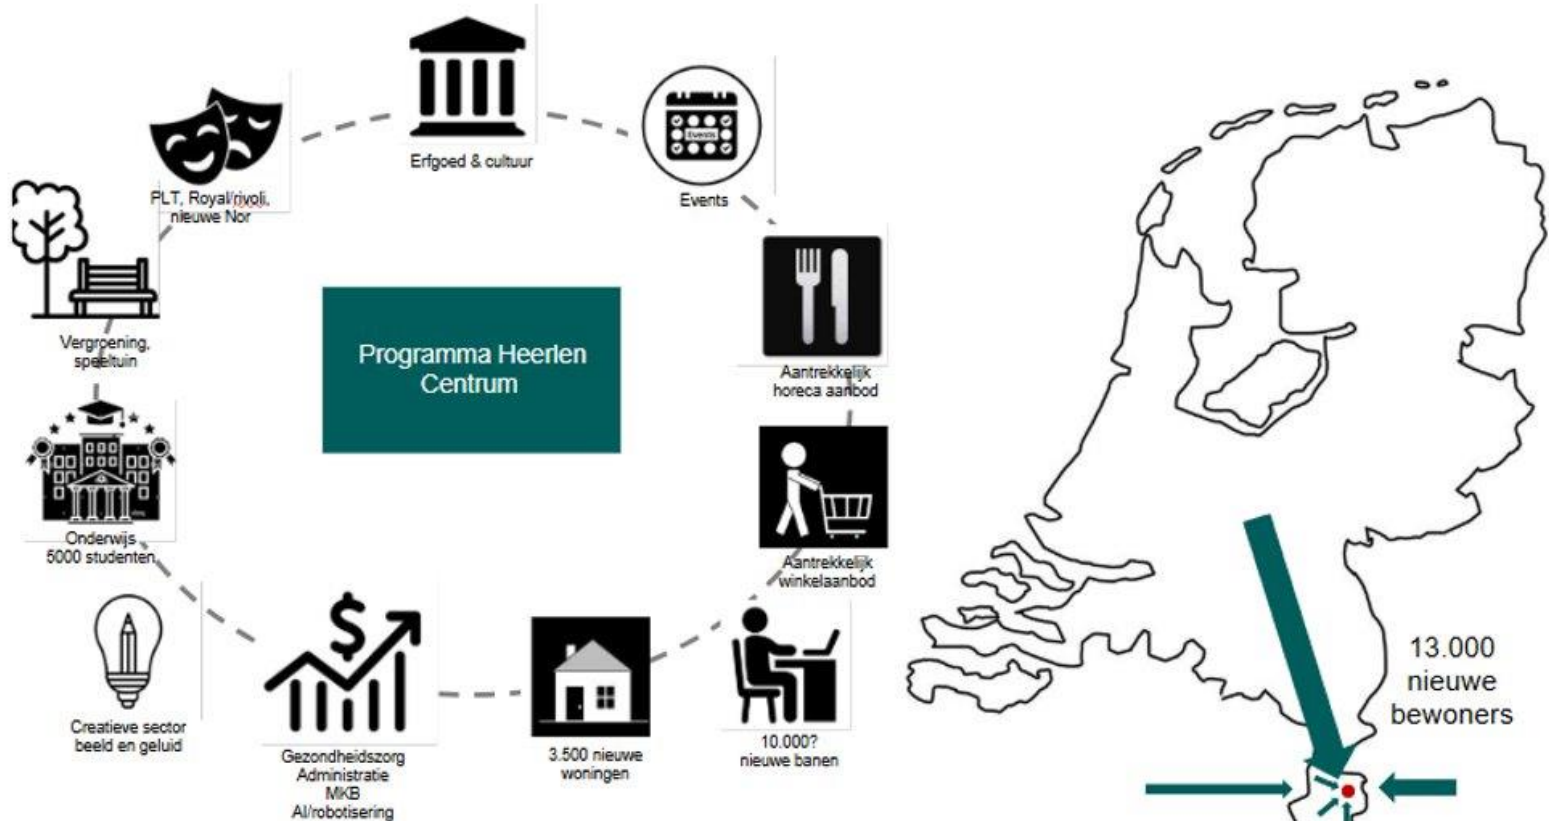 Erfgoed & cultuur
Events
Events
PLT, Royal/rivoli,
nieuwe Nor
Vergroening,
speeltuin
Programma Heerlen
Centrum
Aantrekkelijk
horeca aanbod
Onderwijs
5000 studenten
Aantrekkelijk
winkelaanbod
Creatieve sector
beeld en geluid
Gezondheidszorg
Administratie
MKB
AI/robotisering
3.500 nieuwe
woningen
10.000?
nieuwe banen
13.000
nieuwe
bewoners